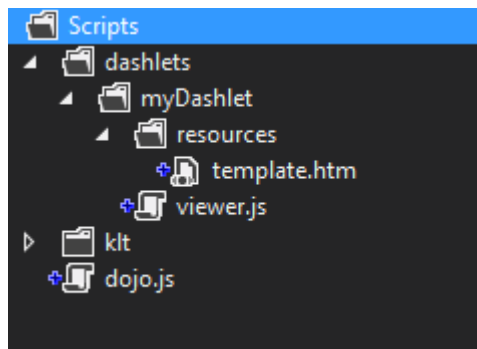 Scripts
dashlets
myDashlet
resources
template.htm
viewer.js
klt
dojo.js